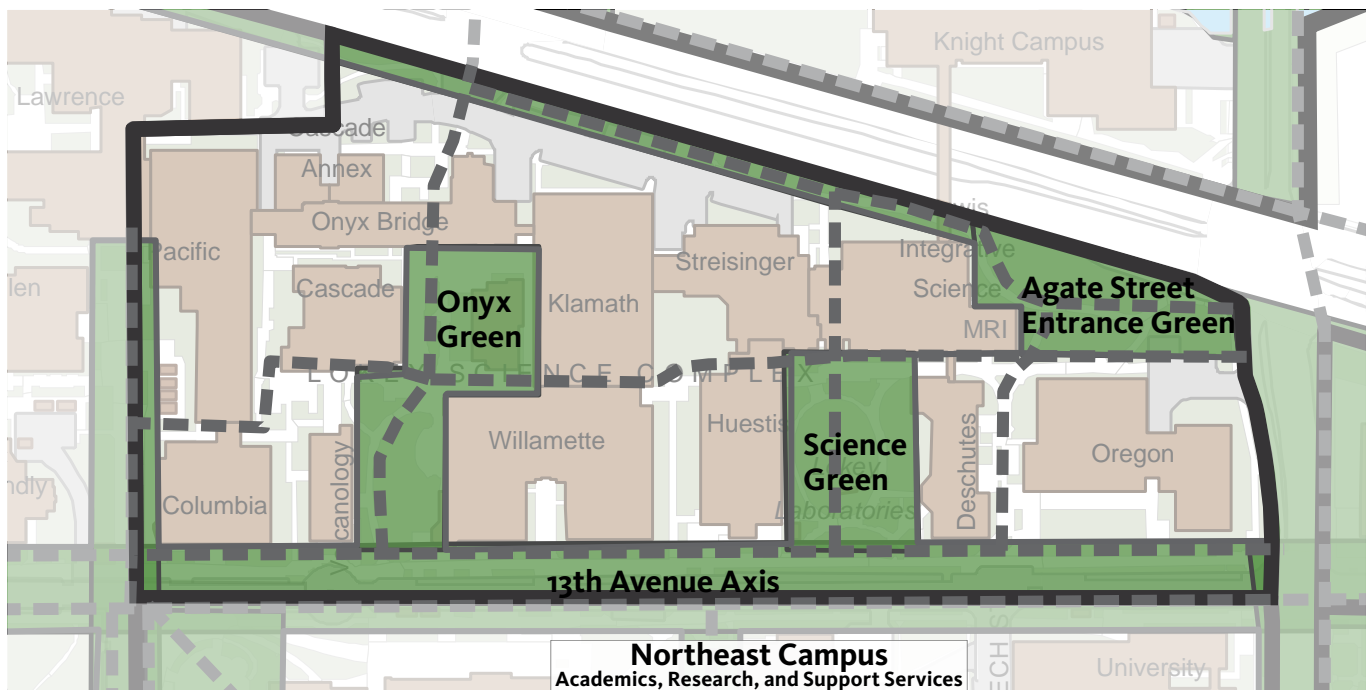 Knight Campus
Lawrence
Cascade
Annex
Onyx Bridge
Pacific
Streisinger
Integrative
Science
Cascade
Onyx
Green
Klamath
Agate Street
Entrance Green
MRI
SCIENCE COMPLEX
Huestis
Willamette
Science
Green
Deschutes
Oregon
Columbia
Laboratories
13th Avenue Axis
Northeast Campus
Academics, Research, and Support Services
University